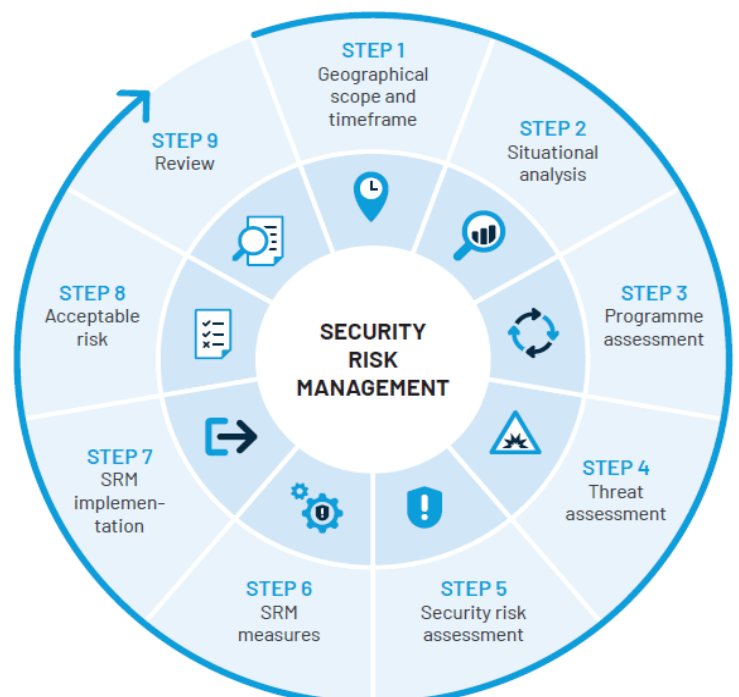 STEP 1
Geographical
scope and
timeframe
STEP 2
Situational
analysis
STEP 3
Programme
assessment
STEP 4
Threat
assessment
STEP 5
Security risk
assessment
STEP 6
SRM
measures
STEP 7
SRM
implemen-
tation
STEP 8
Acceptable
risk
STEP 9
Review
SECURITY
RISK
MANAGEMENT